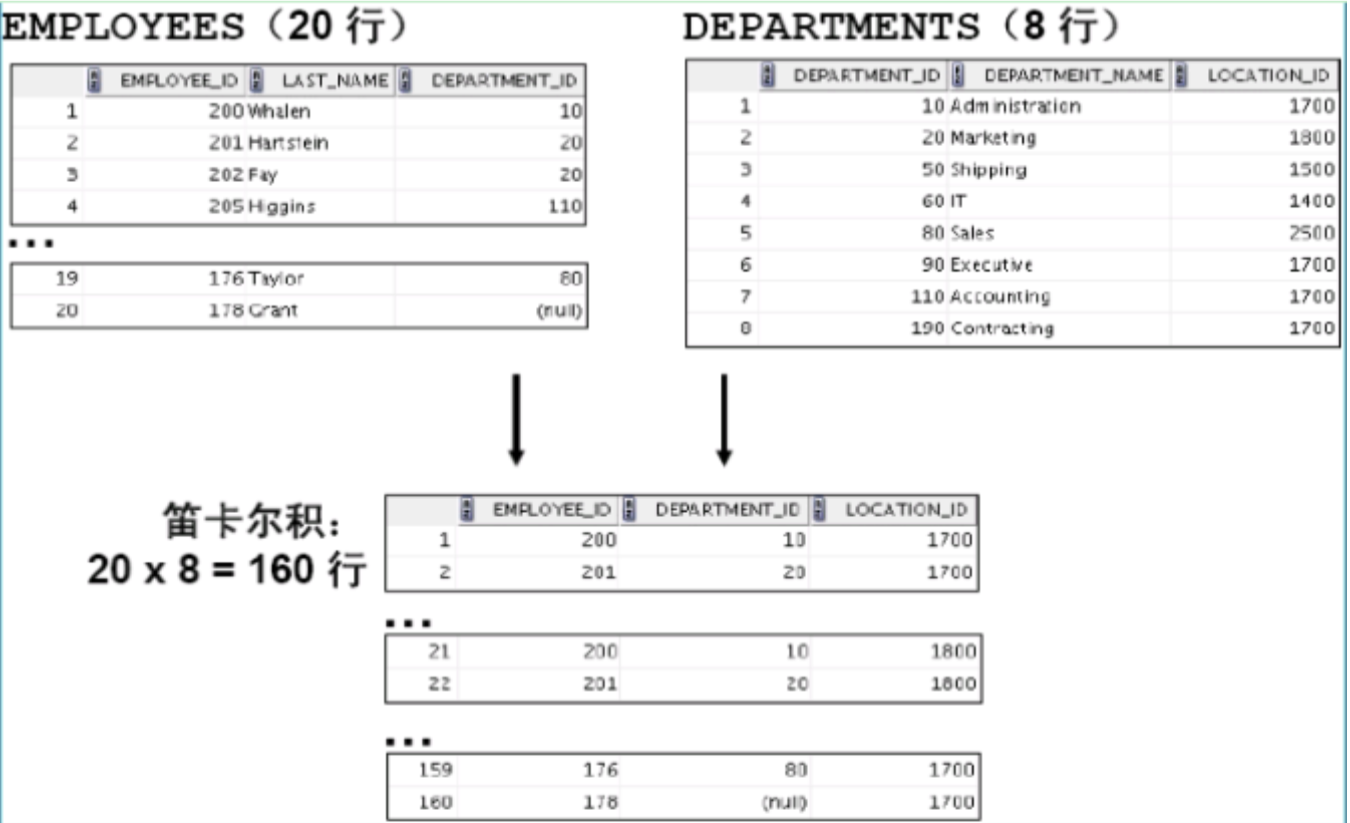 EMPLOYEES（20 行）
EMPLOYEE_ID LAST_NAME DEPARTMENT_ID
1 200 Whalen 10
2 201 Hartstein 20
3 202 Fay 20
4 205 Higgins 110
...
19 176 Taylor 80
20 178 Grant (null)
DEPARTMENTS（8 行）
DEPARTMENT_ID DEPARTMENT_NAME LOCATION_ID
1 10 Administration 1700
2 20 Marketing 1800
3 50 Shipping 1500
4 60 IT 1400
5 80 Sales 2500
6 90 Executive 1700
7 110 Accounting 1700
8 190 Contracting 1700
笛卡尔积：
20 x 8 = 160 行
EMPLOYEE_ID DEPARTMENT_ID LOCATION_ID
1 200 10 1700
2 201 20 1700
...
21 200 10 1800
22 201 20 1800
...
159 176 80 1700
160 178 (null) 1700